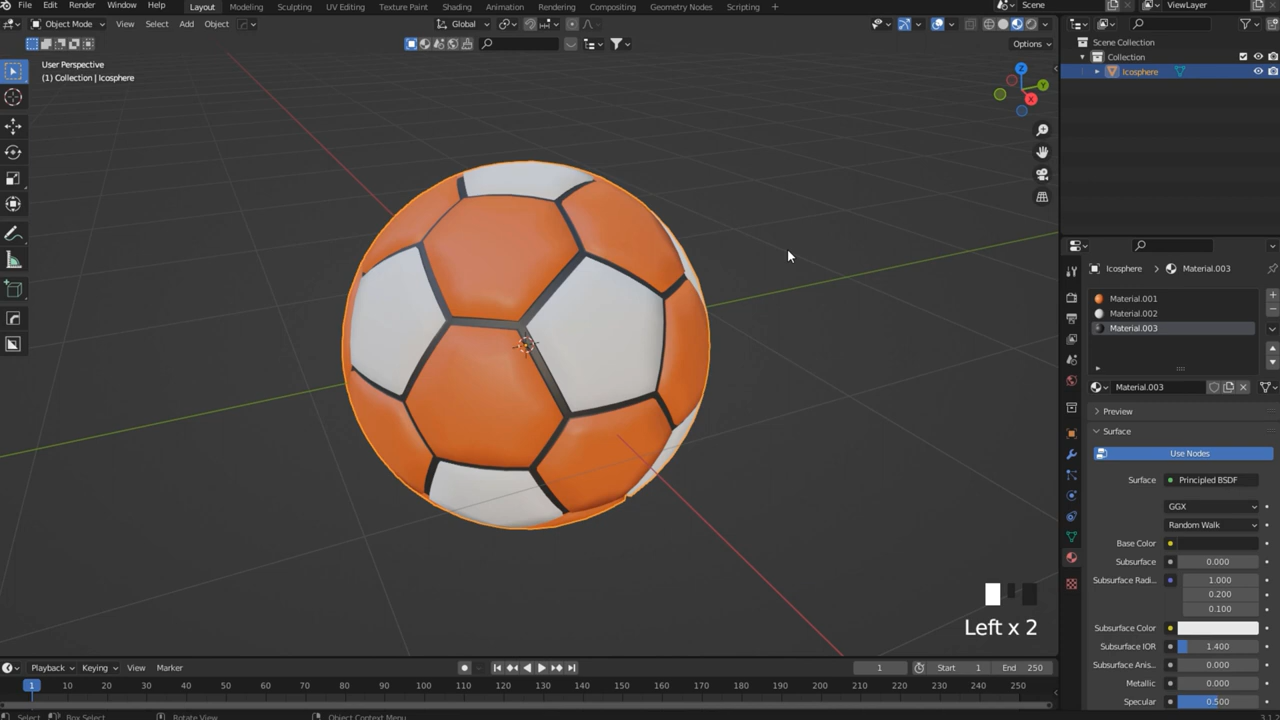 File Edit Render Window Help Layout Modeling Sculpting UV Editing Texture Paint Shading Animation Rendering Compositing Geometry Nodes Scripting + Scene ViewLayer
Object Mode View Select Add Object Global
Options
User Perspective
(1) Collection | Icosphere
Z
Y
X
Scene Collection
Collection
Icosphere
Icosphere > Material.003
Material.001
Material.002
Material.003
Material.003
Preview
Surface
Use Nodes
Surface Principled BSDF
GGX
Random Walk
Base Color
Subsurface 0.000
Subsurface Radi... 1.000
0.200
0.100
Subsurface Color
Subsurface IOR 1.400
Subsurface Anis... 0.000
Metallic 0.000
Specular 0.500
Left x 2
Playback Keying View Marker 1 Start 1 End 250
1 10 20 30 40 50 60 70 80 90 100 110 120 130 140 150 160 170 180 190 200 210 220 230 240 250
Select Box Select Rotate View Object Context Menu